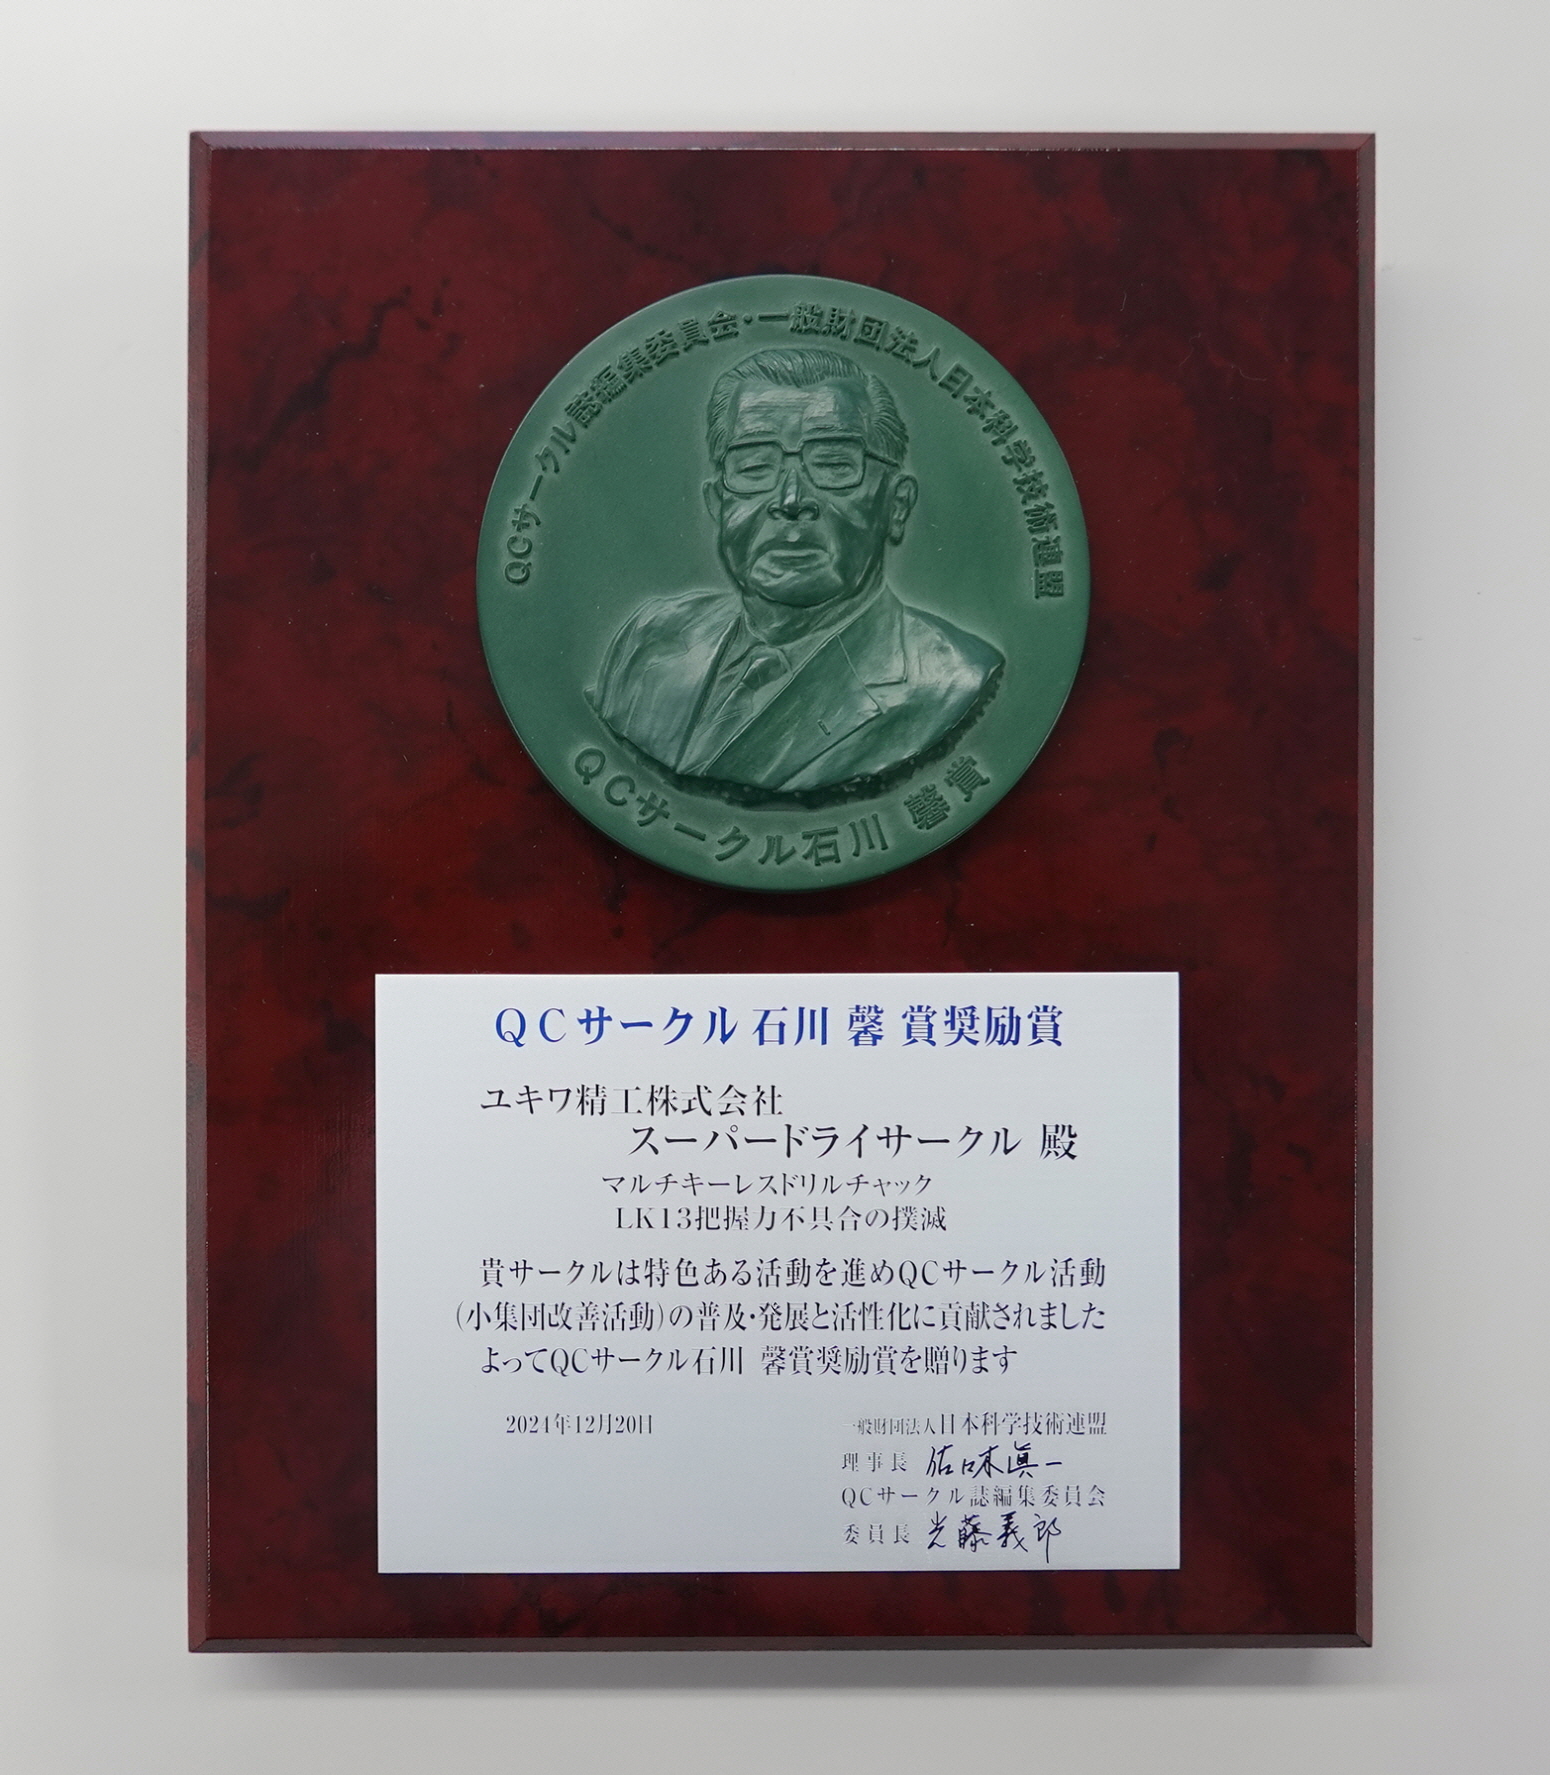 QCサークル誌編集委員会・一般財団法人日本科学技術連盟
QCサークル石川 馨賞
QCサークル 石川 馨 賞奨励賞
ユキワ精工株式会社
スーパードライサークル 殿
マルチキーレスドリルチャック
LK13把握力不具合の撲滅
貴サークルは特色ある活動を進めQCサークル活動
(小集団改善活動)の普及・発展と活性化に貢献されました
よってQCサークル石川 馨賞奨励賞を贈ります
2024年12月20日
一般財団法人日本科学技術連盟
理事長 佐々木眞一
QCサークル誌編集委員会
委員長 光藤義郎